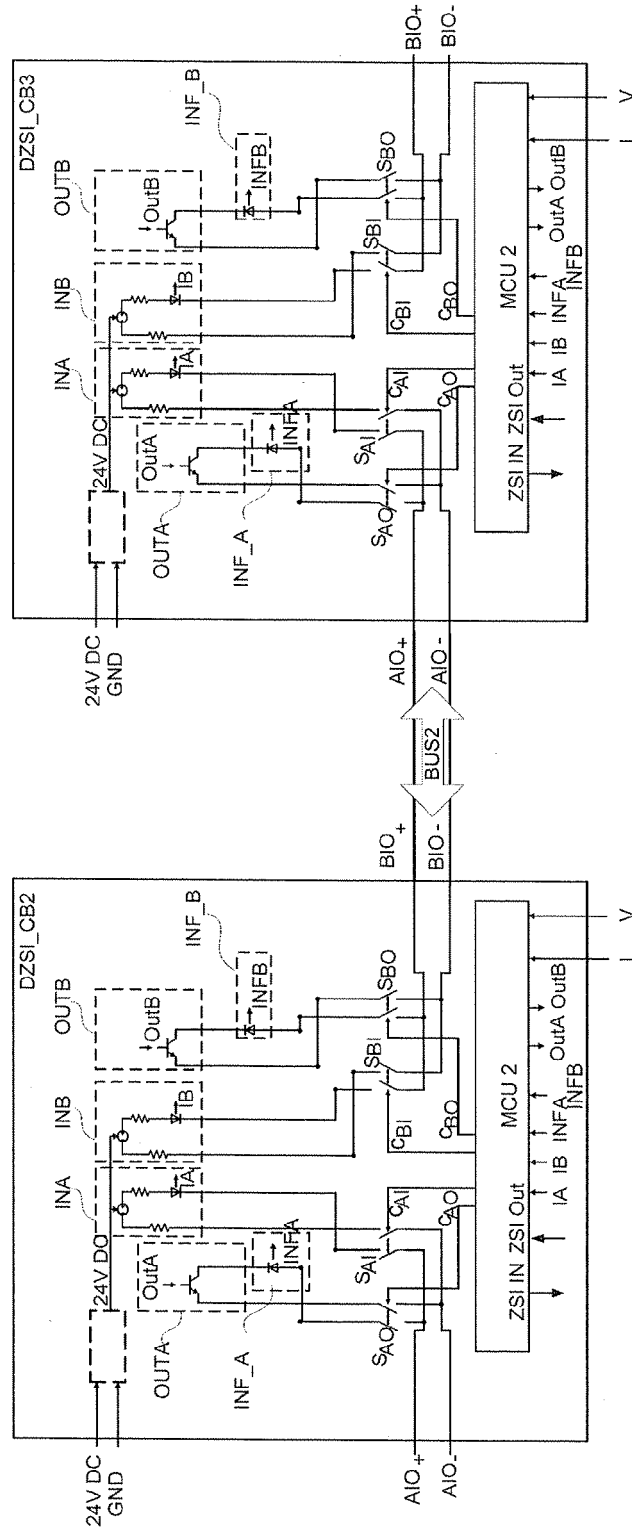 DZSI_CB2
24V DC
GND
24V DC
INA
INB
OUTB
OutA
OUTA
IA
IB
OutB
INF_A
INFA
INF_B
INFB
SAO
SAI
SBI
SBO
CAI
CAO
CBI
CBO
AIO+
AIO-
BIO+
BIO-
MCU 2
ZSI IN
ZSI Out
IA
IB
INFA
INFB
OutA
OutB
I
V
BUS2
DZSI_CB3
24V DC
GND
24V DC
INA
INB
OUTB
OutA
OUTA
IA
IB
OutB
INF_A
INFA
INF_B
INFB
SAO
SAI
SBI
SBO
CAI
CAO
CBI
CBO
AIO+
AIO-
BIO+
BIO-
MCU 2
ZSI IN
ZSI Out
IA
IB
INFA
INFB
OutA
OutB
I
V